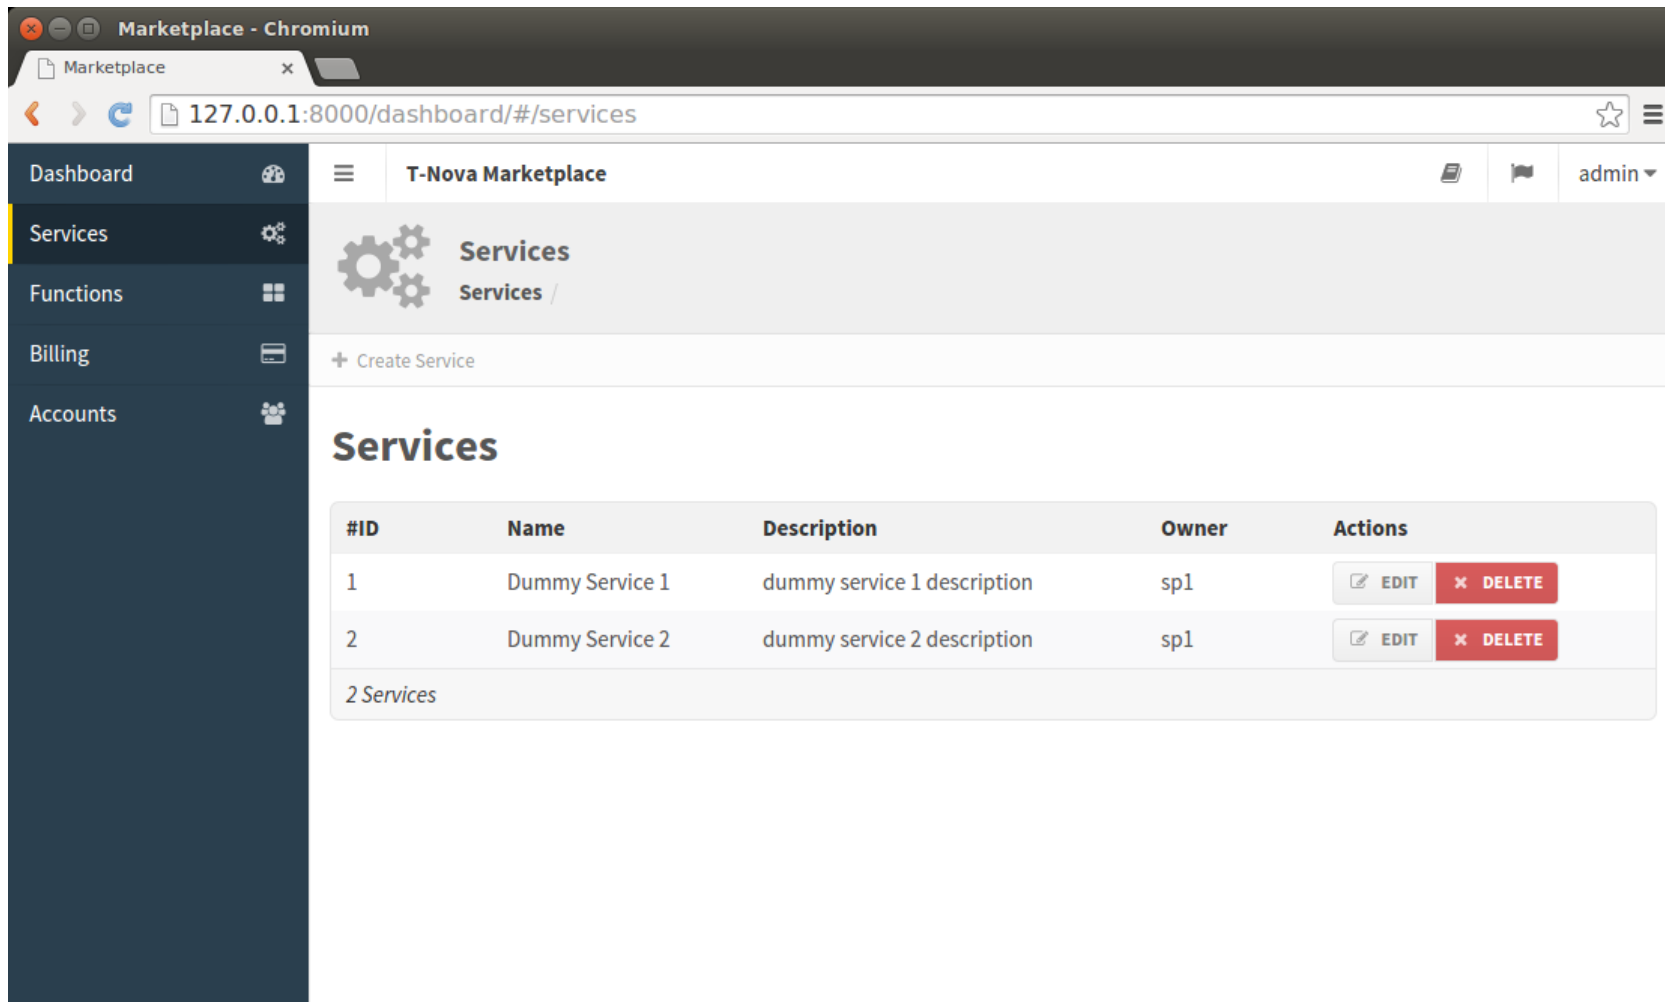 Marketplace - Chromium
Marketplace
127.0.0.1:8000/dashboard/#/services
Dashboard
T-Nova Marketplace
admin
Services
Services
Services /
Functions
Billing
+ Create Service
Accounts
Services
#ID Name Description Owner Actions
1 Dummy Service 1 dummy service 1 description sp1 EDIT × DELETE
2 Dummy Service 2 dummy service 2 description sp1 EDIT × DELETE
2 Services